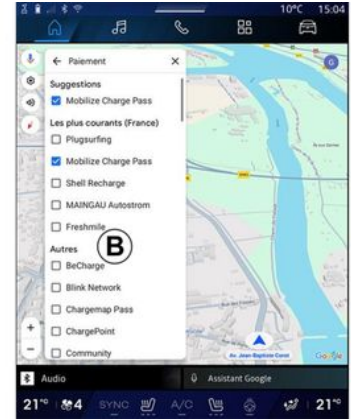 10°C 15:04
← Paiement ×
G
Suggestions
Mobilize Charge Pass
Les plus courants (France)
Plugsurfing
Mobilize Charge Pass
Shell Recharge
MAINGAU Autostrom
Freshmile
B
Autres
BeCharge
Blink Network
Chargemap Pass
ChargePoint
Community
+
−
Av. Jean Baptiste Corot
Google
Audio
Assistant Google
21°C 4 SYNC A/C 21°C